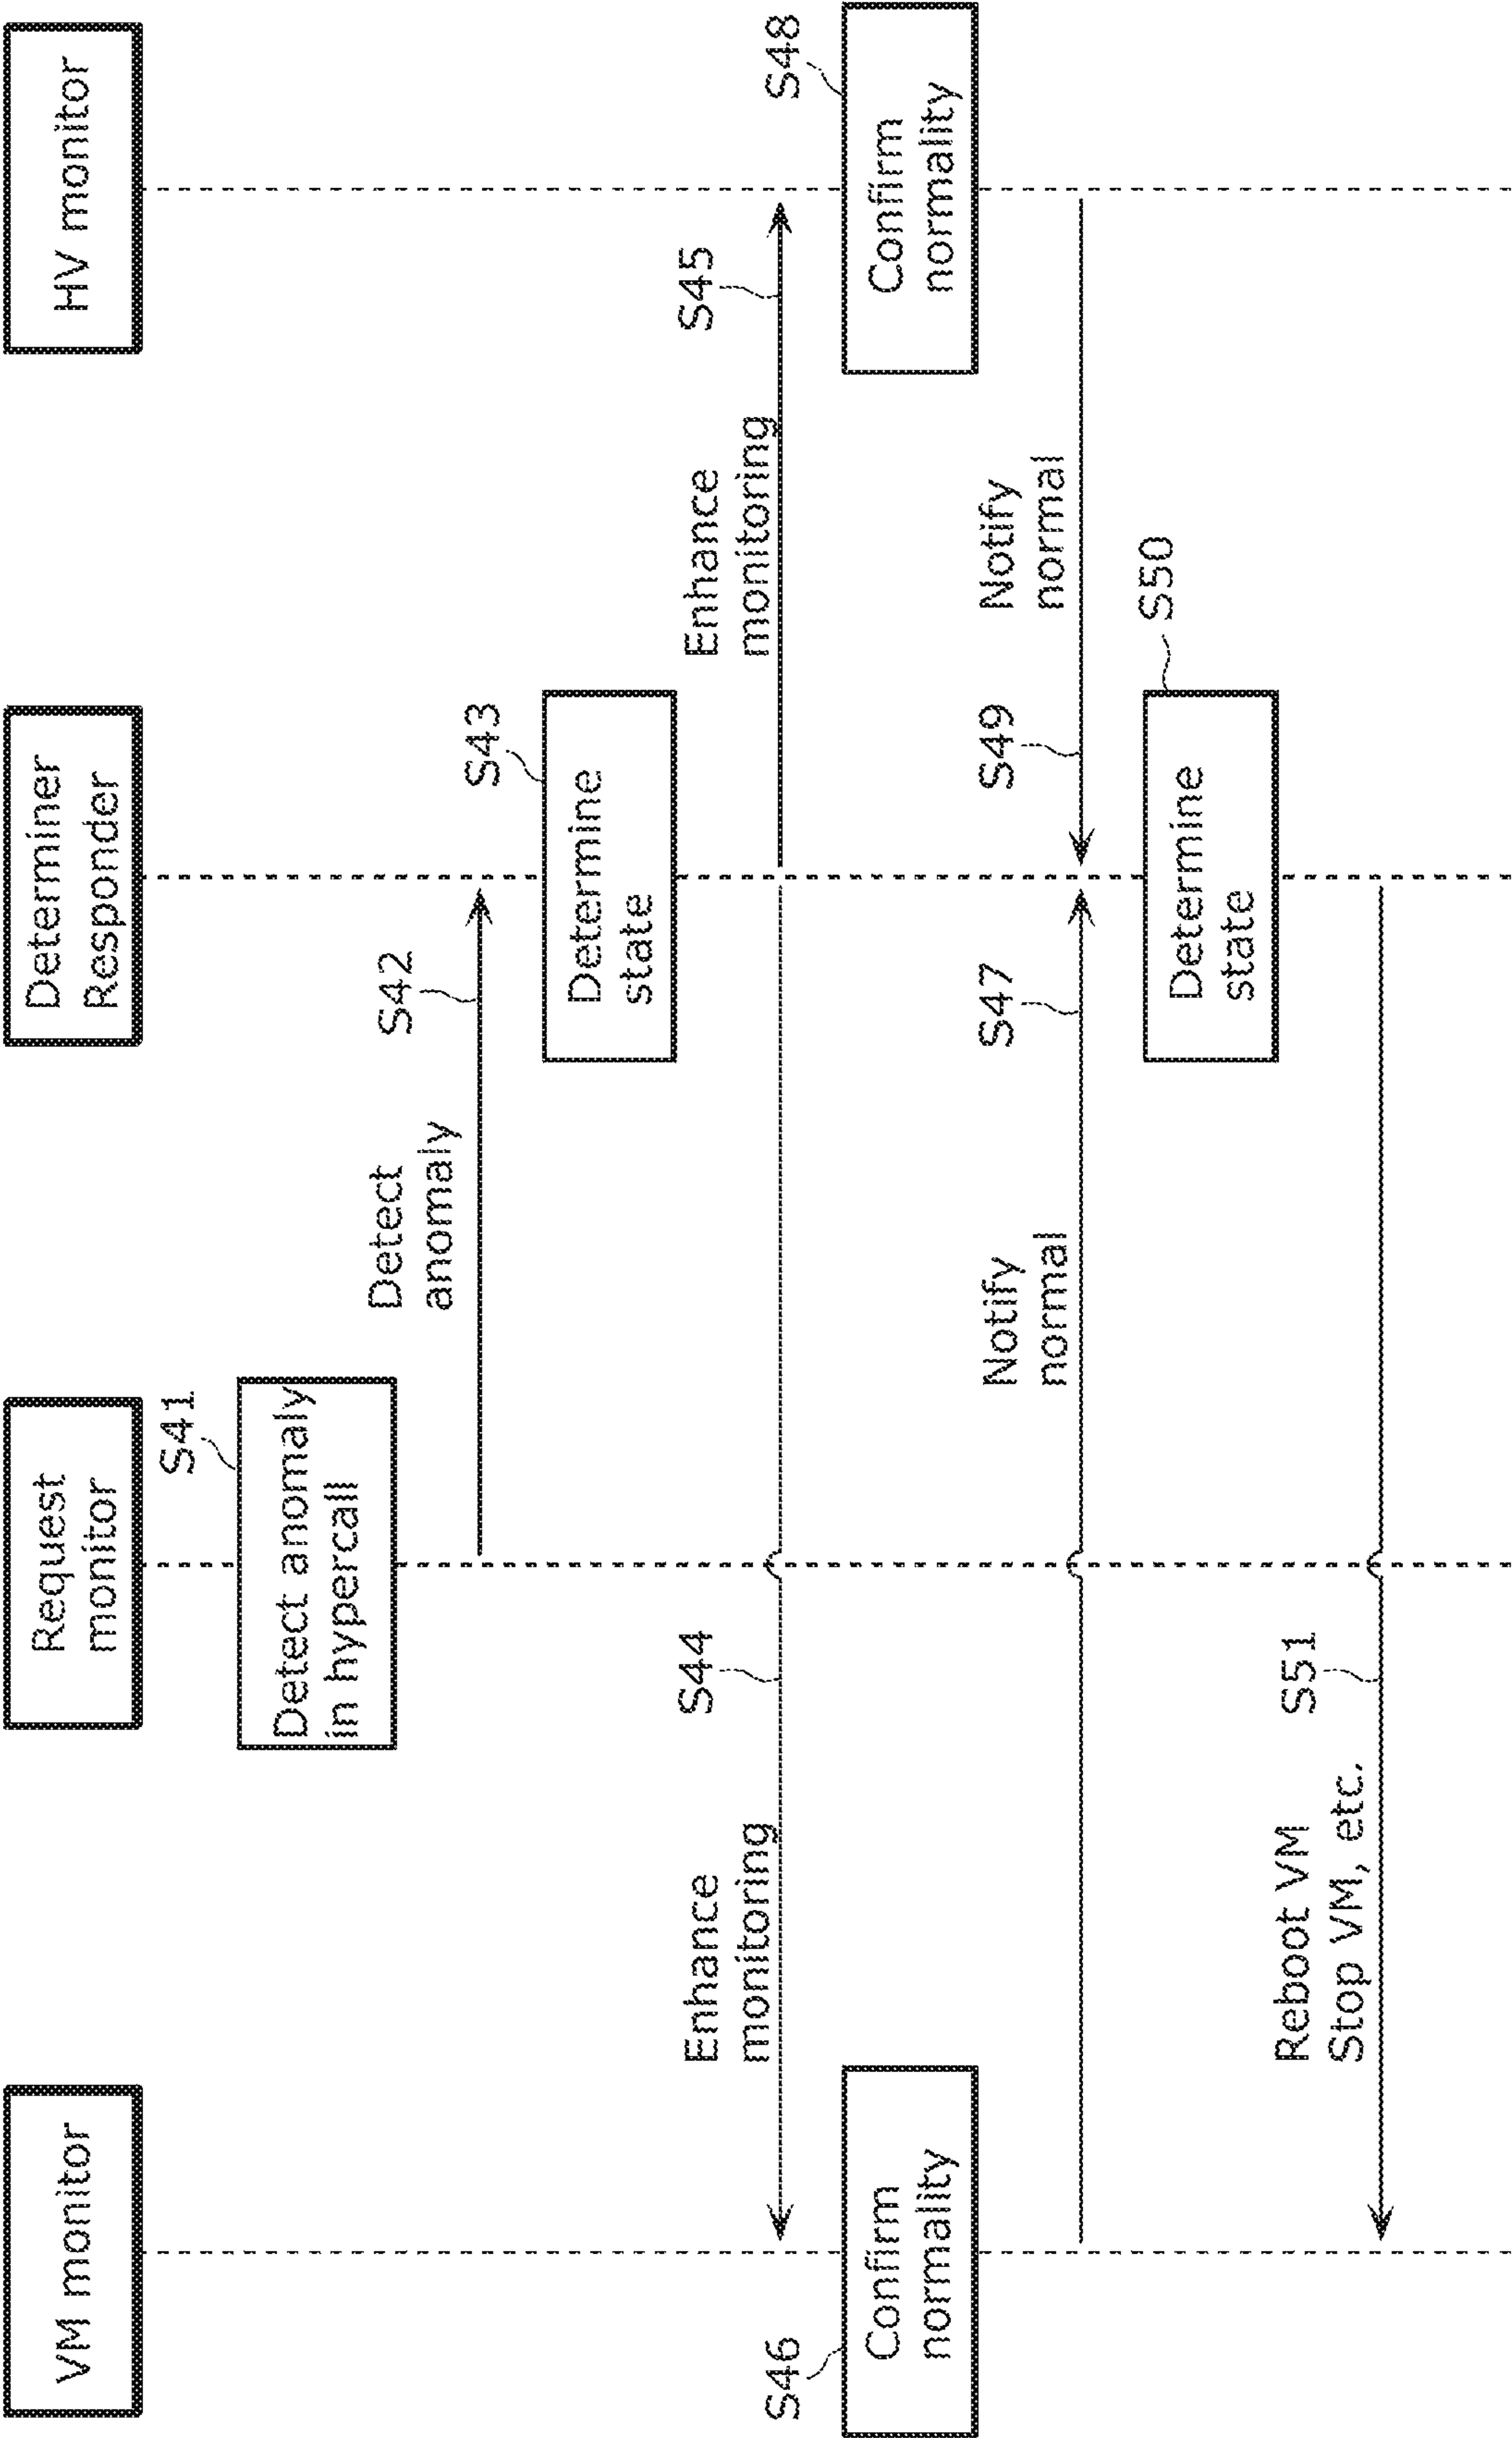 VM monitor
Request
monitor
Determiner
Responder
HV monitor
S41
Detect anomaly
in hypercall
Detect
anomaly
S42
S43
Determine
state
Enhance
monitoring
S44
Enhance
monitoring
S45
S46
Confirm
normality
S48
Confirm
normality
Notify
normal
S47
S49
Notify
normal
S50
Determine
state
Reboot VM
Stop VM, etc.
S51